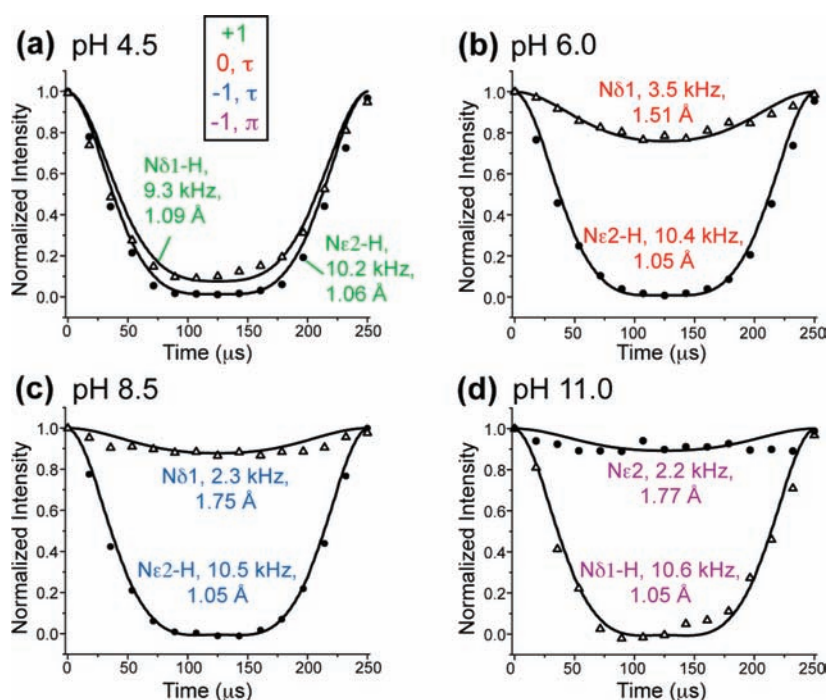 (a) pH 4.5
+1
0, τ
-1, τ
-1, π
Normalized Intensity
1.0
0.8
0.6
0.4
0.2
0.0
Nδ1-H,
9.3 kHz,
1.09 Å
Nε2-H,
10.2 kHz,
1.06 Å
0 50 100 150 200 250
Time (μs)
(b) pH 6.0
Normalized Intensity
1.0
0.8
0.6
0.4
0.2
0.0
Nδ1, 3.5 kHz,
1.51 Å
Nε2-H, 10.4 kHz,
1.05 Å
0 50 100 150 200 250
Time (μs)
(c) pH 8.5
Normalized Intensity
1.0
0.8
0.6
0.4
0.2
0.0
Nδ1, 2.3 kHz,
1.75 Å
Nε2-H, 10.5 kHz,
1.05 Å
0 50 100 150 200 250
Time (μs)
(d) pH 11.0
Normalized Intensity
1.0
0.8
0.6
0.4
0.2
0.0
Nε2, 2.2 kHz,
1.77 Å
Nδ1-H, 10.6 kHz,
1.05 Å
0 50 100 150 200 250
Time (μs)